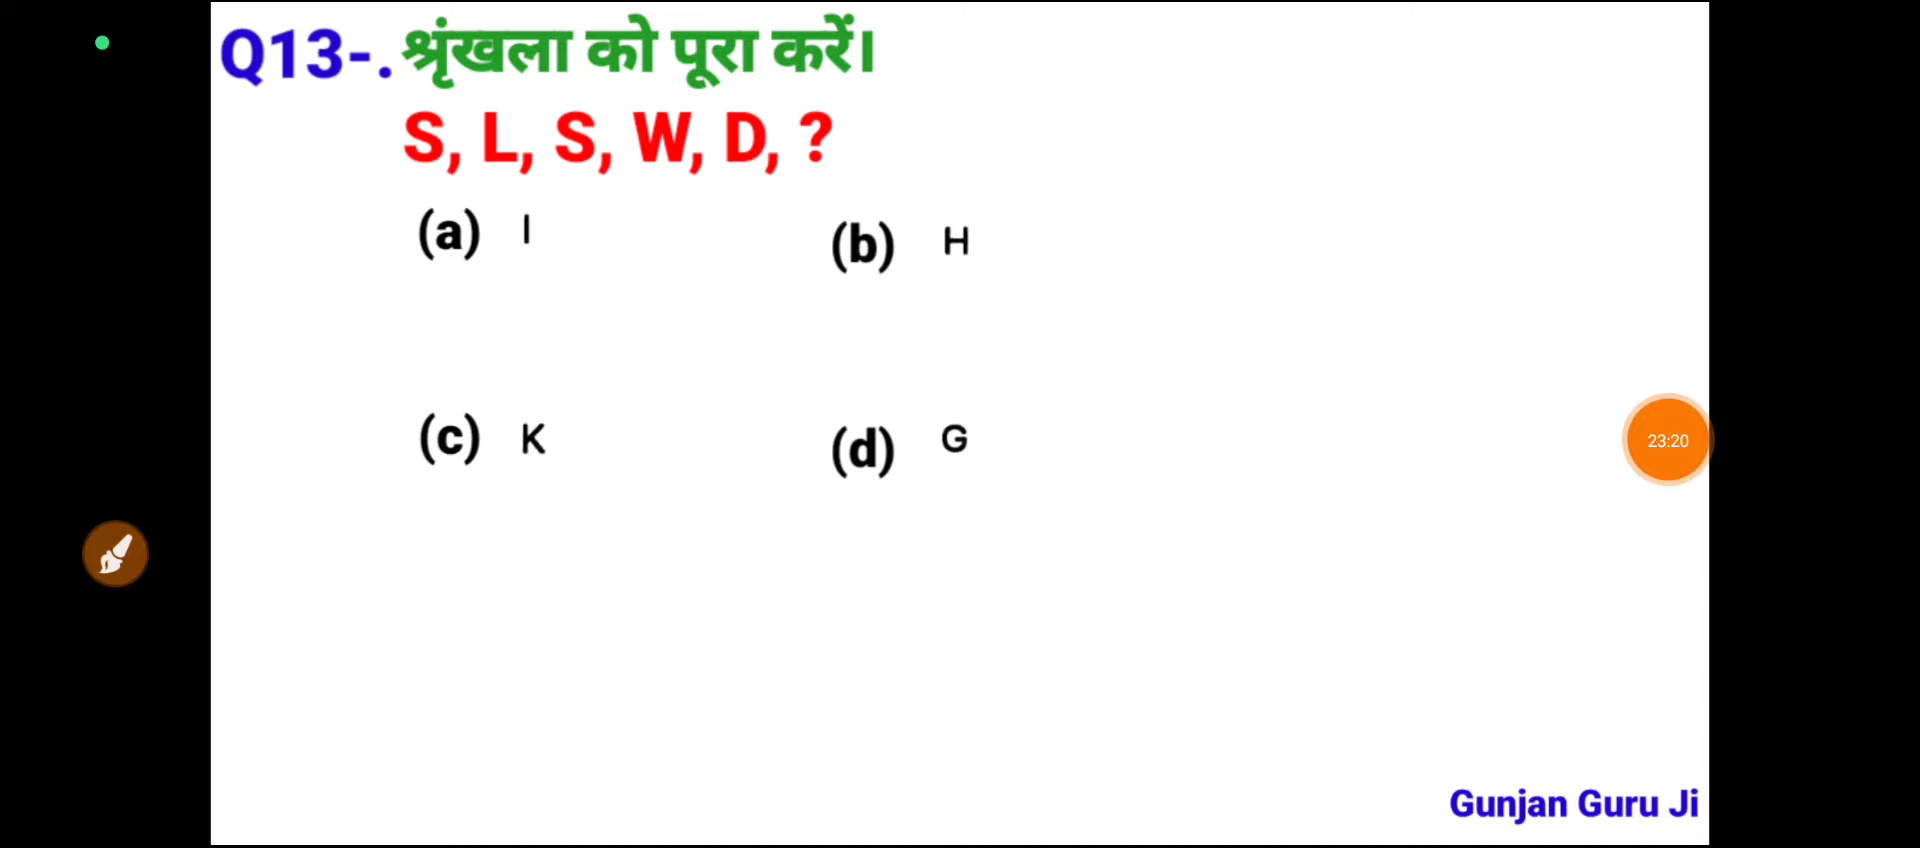 Q13-. श्रृंखला को पूरा करें।
S, L, S, W, D, ?
(a) I
(b) H
(c) K
(d) G
23:20
Gunjan Guru Ji